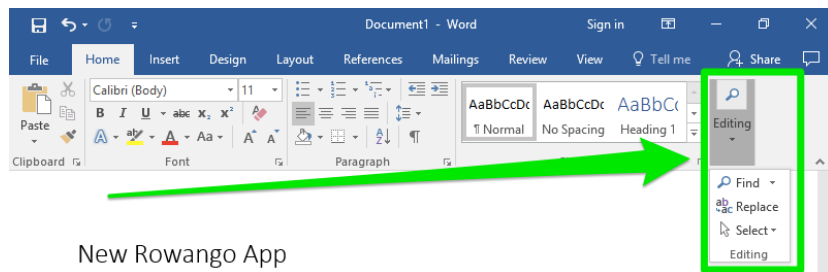 Document1 - Word Sign in
File Home Insert Design Layout References Mailings Review View Tell me Share
Calibri (Body) 11
AaBbCcDc AaBbCcDc AaBbC
Paste B I U abc X₂ X² ¶ Normal No Spacing Heading 1 Editing
A aby A Aa A A
Clipboard Font Paragraph
Find
Replace
Select
Editing
New Rowango App